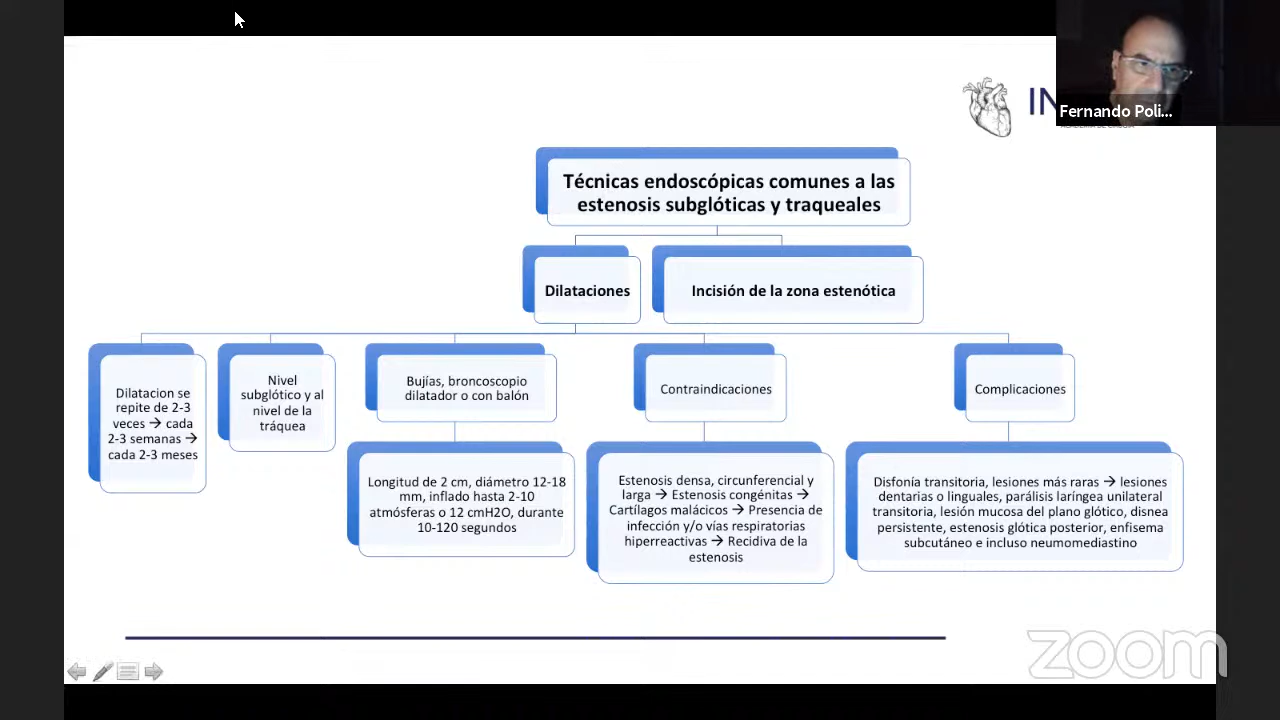 IN
Fernando Poli...
Técnicas endoscópicas comunes a las
estenosis subglóticas y traqueales
Dilataciones
Incisión de la zona estenótica
Dilatacion se
repite de 2-3
veces → cada
2-3 semanas →
cada 2-3 meses
Nivel
subglótico y al
nivel de la
tráquea
Bujías, broncoscopio
dilatador o con balón
Longitud de 2 cm, diámetro 12-18
mm, inflado hasta 2-10
atmósferas o 12 cmH2O, durante
10-120 segundos
Contraindicaciones
Estenosis densa, circunferencial y
larga → Estenosis congénitas →
Cartílagos malácicos → Presencia de
infección y/o vías respiratorias
hiperreactivas → Recidiva de la
estenosis
Complicaciones
Disfonía transitoria, lesiones más raras → lesiones
dentarias o linguales, parálisis laríngea unilateral
transitoria, lesión mucosa del plano glótico, disnea
persistente, estenosis glótica posterior, enfisema
subcutáneo e incluso neumomediastino
zoom